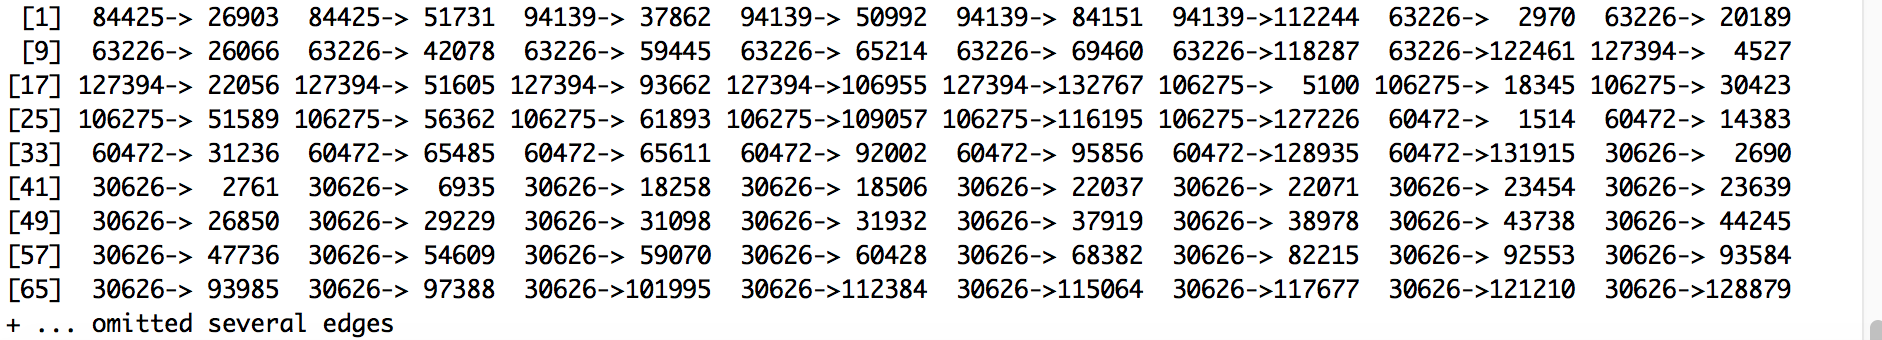 [1]  84425-> 26903  84425-> 51731  94139-> 37862  94139-> 50992  94139-> 84151  94139->112244  63226->  2970  63226-> 20189
[9]  63226-> 26066  63226-> 42078  63226-> 59445  63226-> 65214  63226-> 69460  63226->118287  63226->122461 127394->  4527
[17] 127394-> 22056 127394-> 51605 127394-> 93662 127394->106955 127394->132767 106275->  5100 106275-> 18345 106275-> 30423
[25] 106275-> 51589 106275-> 56362 106275-> 61893 106275->109057 106275->116195 106275->127226  60472->  1514  60472-> 14383
[33]  60472-> 31236  60472-> 65485  60472-> 65611  60472-> 92002  60472-> 95856  60472->128935  60472->131915  30626->  2690
[41]  30626->  2761  30626->  6935  30626-> 18258  30626-> 18506  30626-> 22037  30626-> 22071  30626-> 23454  30626-> 23639
[49]  30626-> 26850  30626-> 29229  30626-> 31098  30626-> 31932  30626-> 37919  30626-> 38978  30626-> 43738  30626-> 44245
[57]  30626-> 47736  30626-> 54609  30626-> 59070  30626-> 60428  30626-> 68382  30626-> 82215  30626-> 92553  30626-> 93584
[65]  30626-> 93985  30626-> 97388  30626->101995  30626->112384  30626->115064  30626->117677  30626->121210  30626->128879
+ ... omitted several edges